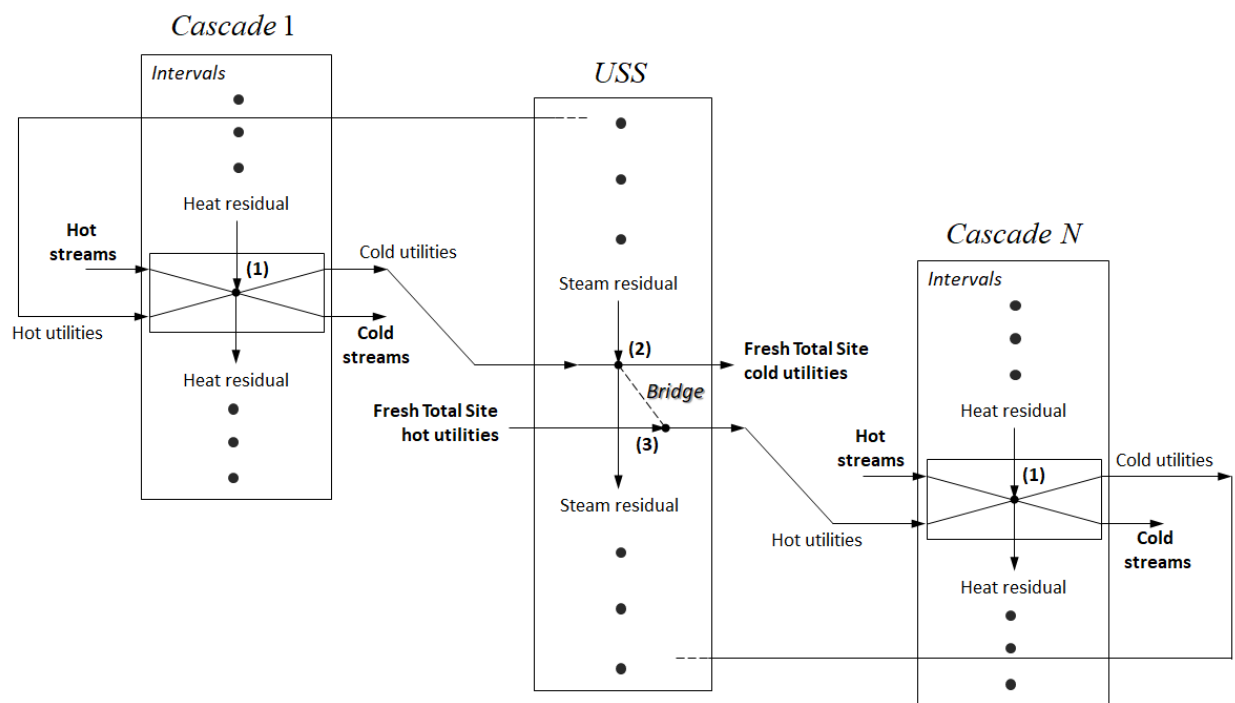 Cascade 1
Intervals
Heat residual
Hot
streams
(1)
Cold utilities
Hot utilities
Cold
streams
Heat residual
USS
Steam residual
(2)
Fresh Total Site
cold utilities
Bridge
Fresh Total Site
hot utilities
(3)
Steam residual
Cascade N
Intervals
Heat residual
Hot
streams
(1)
Cold utilities
Hot utilities
Cold
streams
Heat residual